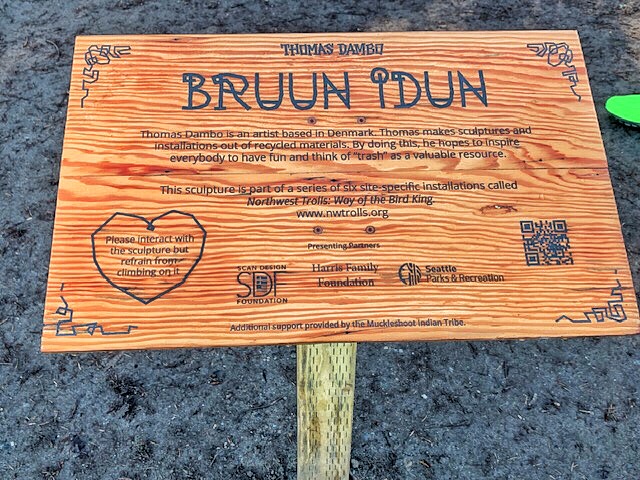 THOMAS DAMBO
BRUUN IDUN
Thomas Dambo is an artist based in Denmark. Thomas makes sculptures and
installations out of recycled materials. By doing this, he hopes to inspire
everybody to have fun and think of "trash" as a valuable resource.
This sculpture is part of a series of six site-specific installations called
Northwest Trolls: Way of the Bird King.
www.nwtrolls.org
Please interact with
the sculpture but
refrain from
climbing on it
Presenting Partners
SCAN DESIGN
SDF
FOUNDATION
Harris Family
Foundation
Seattle
Parks & Recreation
Additional support provided by the Muckleshoot Indian Tribe.